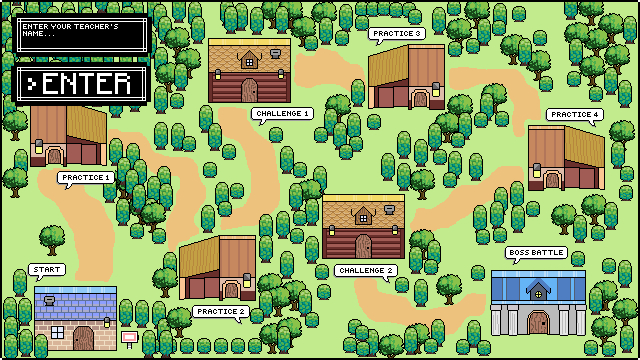 ENTER YOUR TEACHER'S
NAME...
>ENTER
PRACTICE 3
CHALLENGE 1
PRACTICE 4
PRACTICE 1
BOSS BATTLE
START
CHALLENGE 2
PRACTICE 2